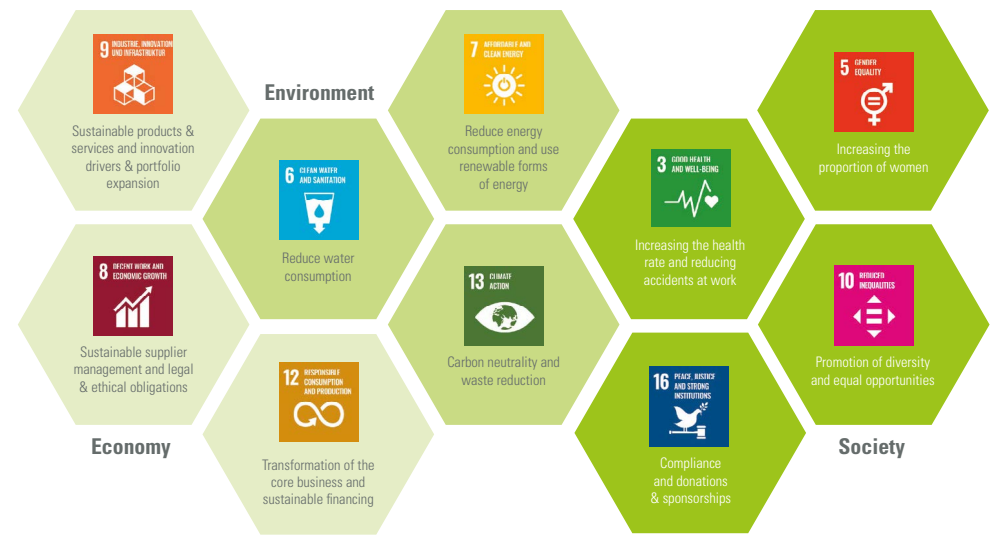 9 INDUSTRIE, INNOVATION
UND INFRASTRUKTUR
Sustainable products &
services and innovation
drivers & portfolio
expansion
Environment
6 CLEAN WATER
AND SANITATION
Reduce water
consumption
7 AFFORDABLE AND
CLEAN ENERGY
Reduce energy
consumption and use
renewable forms
of energy
3 GOOD HEALTH
AND WELL-BEING
Increasing the health
rate and reducing
accidents at work
5 GENDER
EQUALITY
Increasing the
proportion of women
8 DECENT WORK AND
ECONOMIC GROWTH
Sustainable supplier
management and legal
& ethical obligations
Economy
12 RESPONSIBLE
CONSUMPTION
AND PRODUCTION
Transformation of the
core business and
sustainable financing
13 CLIMATE
ACTION
Carbon neutrality and
waste reduction
16 PEACE, JUSTICE
AND STRONG
INSTITUTIONS
Compliance
and donations
& sponsorships
10 REDUCED
INEQUALITIES
Promotion of diversity
and equal opportunities
Society